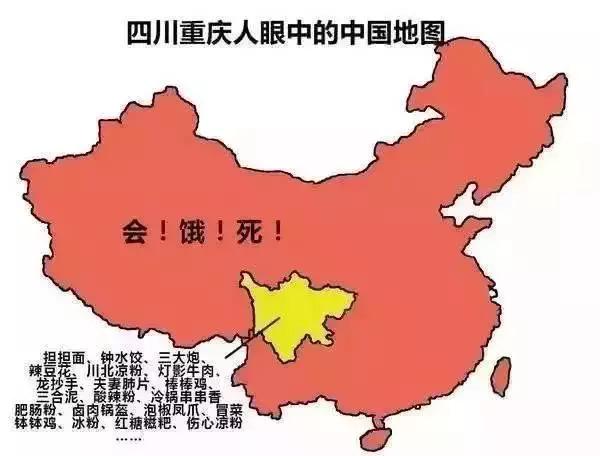 四川重庆人眼中的中国地图
会！饿！死！
担担面、钟水饺、三大炮、
辣豆花、川北凉粉、灯影牛肉、
龙抄手、夫妻肺片、棒棒鸡、
三合泥、酸辣粉、冷锅串串香
肥肠粉、卤肉锅盔、泡椒凤爪、冒菜
钵钵鸡、冰粉、红糖糍粑、伤心凉粉
……